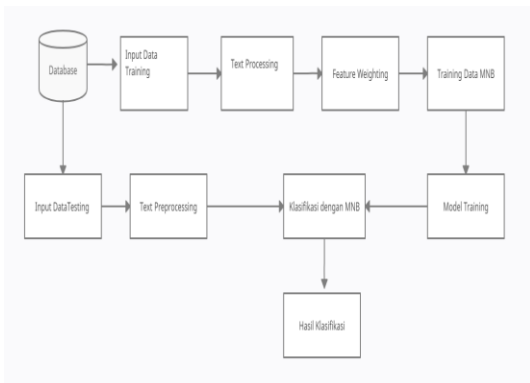 Database
Input Data
Training
Text Processing
Feature Weighting
Training Data MNB
Input DataTesting
Text Preprocessing
Klasifikasi dengan MNB
Model Training
Hasil Klasifikasi